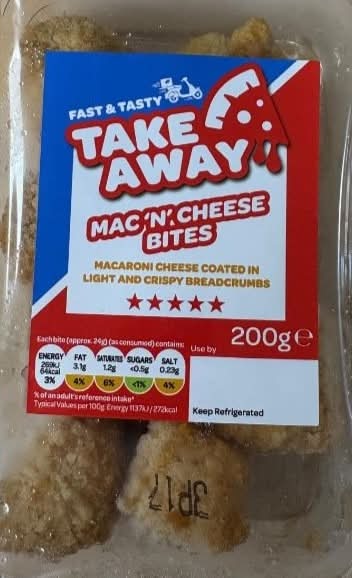 FAST & TASTY
TAKE
AWAY
MAC 'N'. CHEESE
BITES
MACARONI CHEESE COATED IN
LIGHT AND CRISPY BREADCRUMBS
200g e
Each bite (approx. 24g) (as consumed) contains:
Use by
ENERGY FAT SATURATES SUGARS SALT
269kJ 3.1g 1.2g <0.5g 0.23g
64kcal
3% 4% 6% <1% 4%
% of an adult's reference intake*
Typical Values per 100g: Energy 1137kJ/272kcal
Keep Refrigerated
JP17